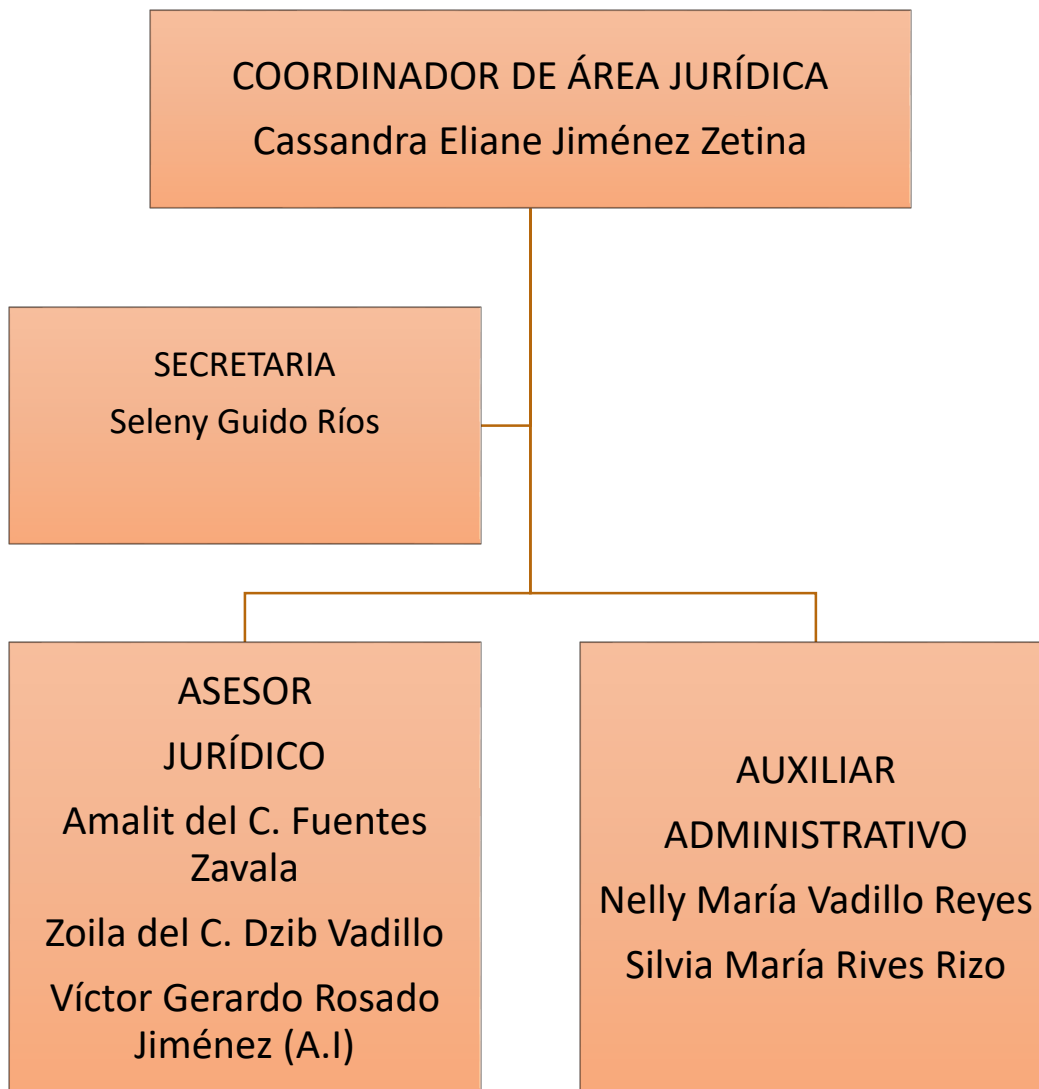 COORDINADOR DE ÁREA JURÍDICA
Cassandra Eliane Jiménez Zetina
SECRETARIA
Seleny Guido Ríos
ASESOR
JURÍDICO
Amalit del C. Fuentes
Zavala
Zoila del C. Dzib Vadillo
Víctor Gerardo Rosado
Jiménez (A.I)
AUXILIAR
ADMINISTRATIVO
Nelly María Vadillo Reyes
Silvia María Rives Rizo